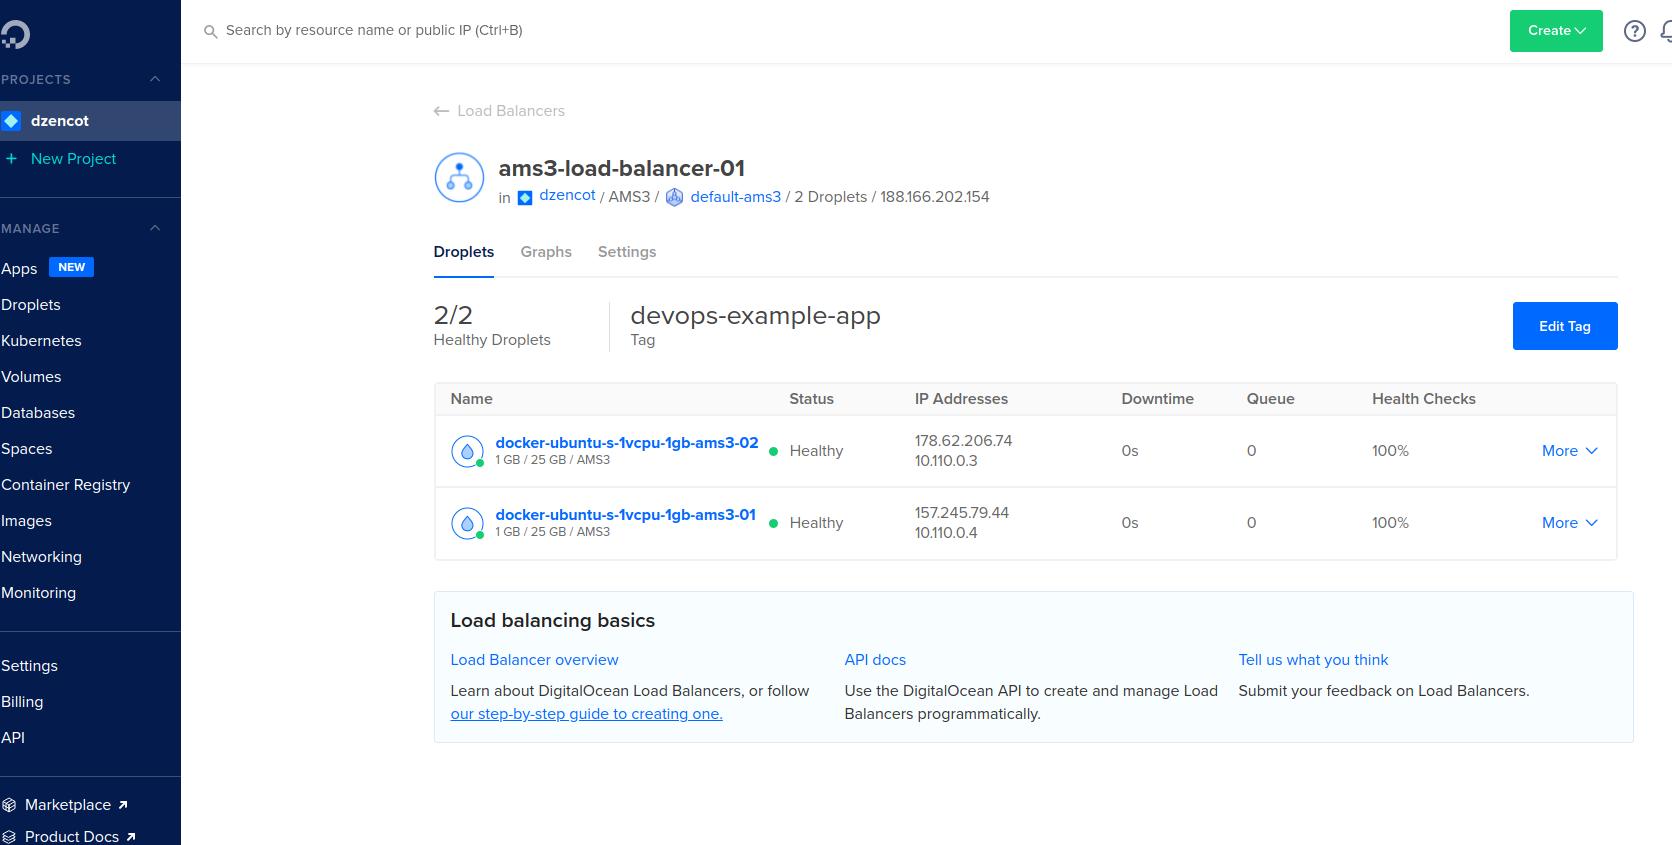 Search by resource name or public IP (Ctrl+B)
Create
?
PROJECTS
dzencot
+ New Project
MANAGE
Apps NEW
Droplets
Kubernetes
Volumes
Databases
Spaces
Container Registry
Images
Networking
Monitoring
Settings
Billing
API
Marketplace ↗
Product Docs ↗
← Load Balancers
ams3-load-balancer-01
in dzencot / AMS3 / default-ams3 / 2 Droplets / 188.166.202.154
Droplets Graphs Settings
2/2
Healthy Droplets
devops-example-app
Tag
Edit Tag
Name Status IP Addresses Downtime Queue Health Checks
docker-ubuntu-s-1vcpu-1gb-ams3-02
1 GB / 25 GB / AMS3
Healthy
178.62.206.74
10.110.0.3
0s
0
100%
More
docker-ubuntu-s-1vcpu-1gb-ams3-01
1 GB / 25 GB / AMS3
Healthy
157.245.79.44
10.110.0.4
0s
0
100%
More
Load balancing basics
Load Balancer overview
Learn about DigitalOcean Load Balancers, or follow
our step-by-step guide to creating one.
API docs
Use the DigitalOcean API to create and manage Load
Balancers programmatically.
Tell us what you think
Submit your feedback on Load Balancers.